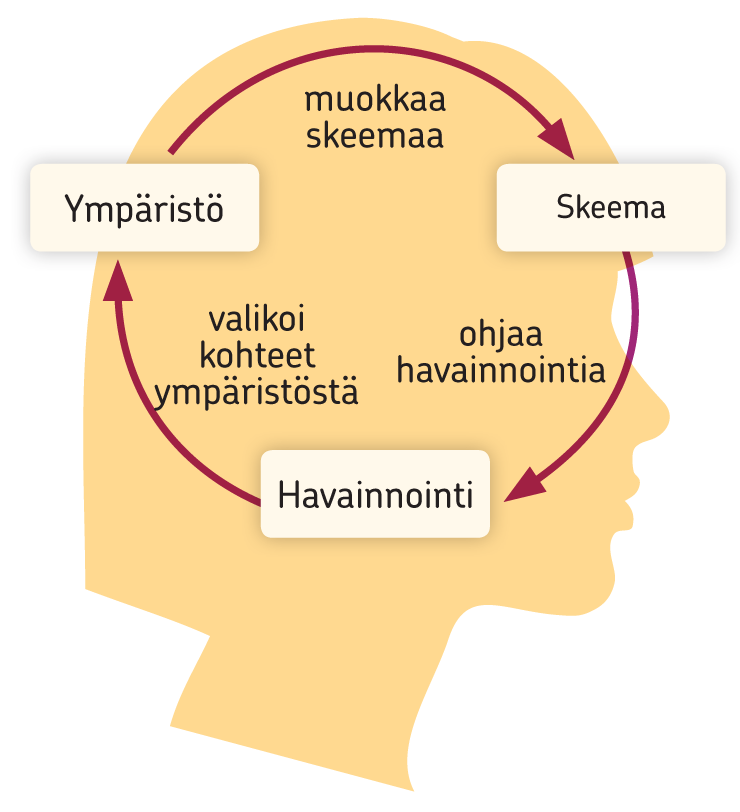 muokkaa
skeemaa
Ympäristö
Skeema
valikoi
kohteet
ympäristöstä
ohjaa
havainnointia
Havainnointi